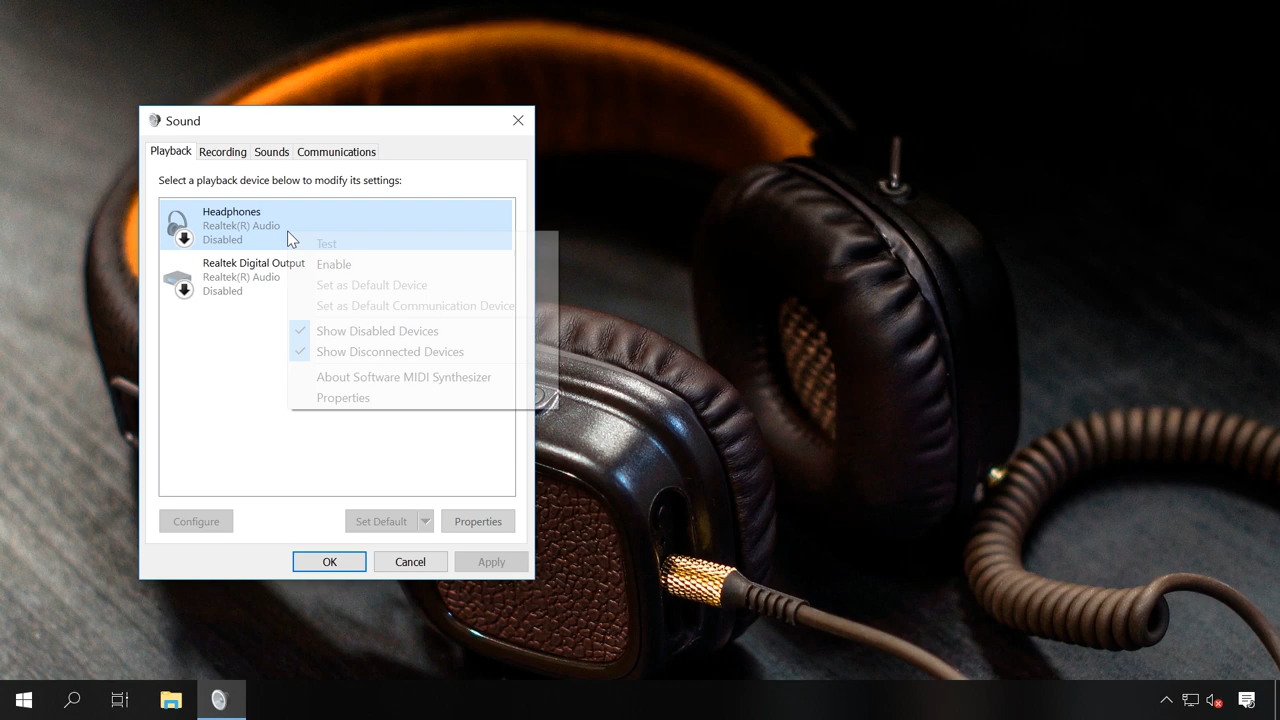 Sound
Playback
Recording
Sounds
Communications
Select a playback device below to modify its settings:
Headphones
Realtek(R) Audio
Disabled
Realtek Digital Output
Realtek(R) Audio
Disabled
Test
Enable
Set as Default Device
Set as Default Communication Device
Show Disabled Devices
Show Disconnected Devices
About Software MIDI Synthesizer
Properties
Configure
Set Default
Properties
OK
Cancel
Apply